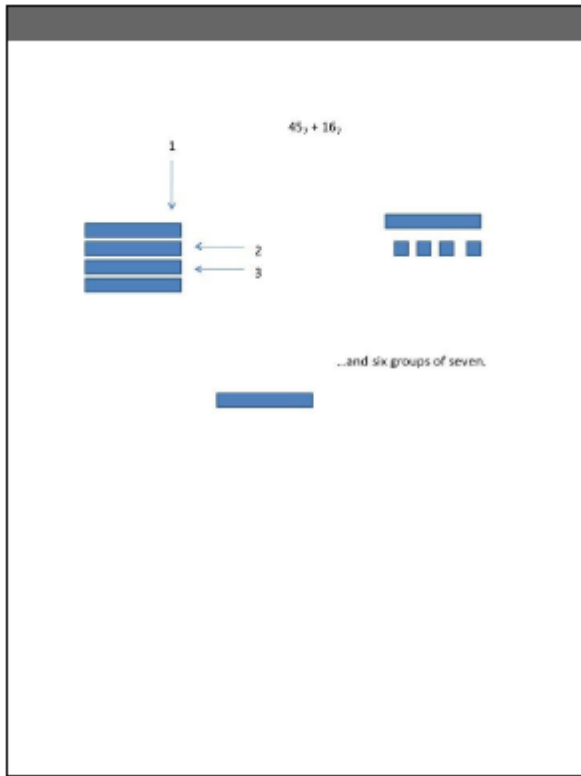 45₇ + 16₇
1
2
3
...and six groups of seven.